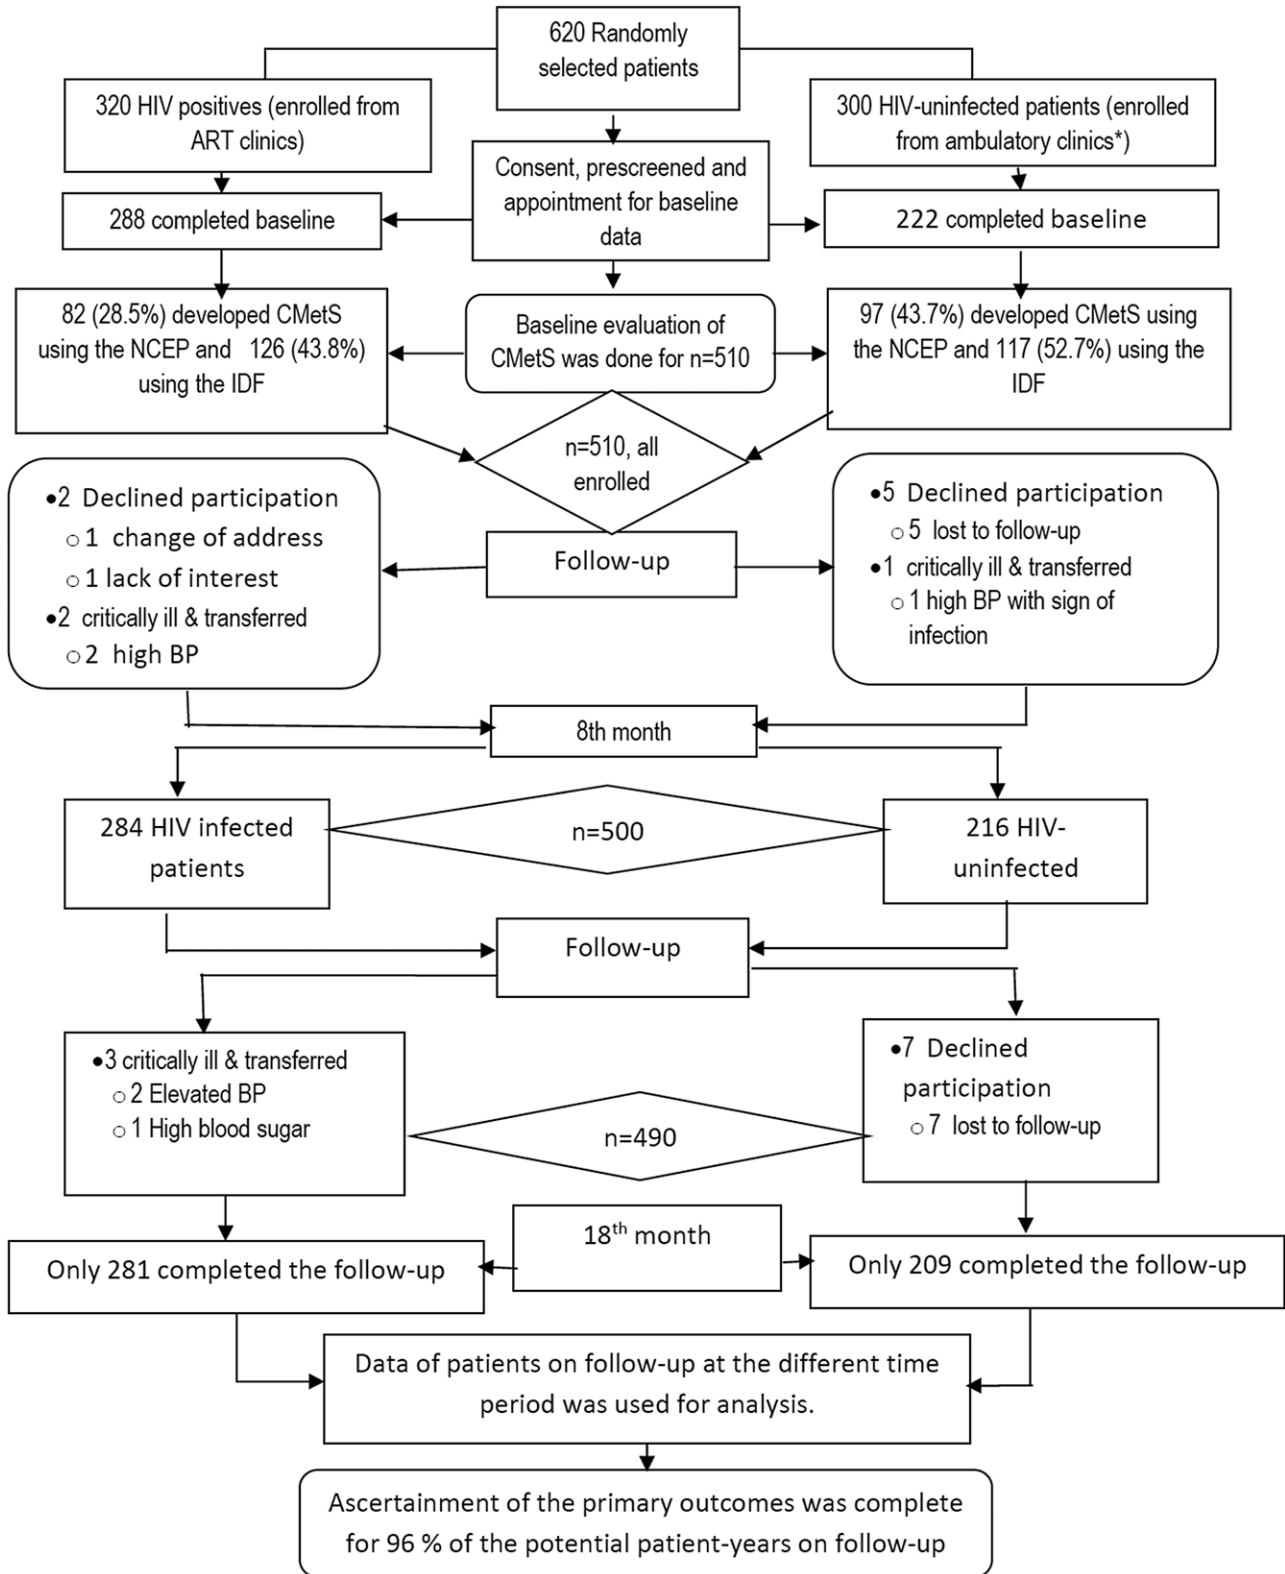 620 Randomly
selected patients
320 HIV positives (enrolled from
ART clinics)
300 HIV-uninfected patients (enrolled
from ambulatory clinics*)
Consent, prescreened and
appointment for baseline
data
288 completed baseline
222 completed baseline
82 (28.5%) developed CMetS
using the NCEP and 126 (43.8%)
using the IDF
Baseline evaluation of
CMetS was done for n=510
97 (43.7%) developed CMetS using
the NCEP and 117 (52.7%) using the
IDF
n=510, all
enrolled
•2 Declined participation
○ 1 change of address
○ 1 lack of interest
•2 critically ill & transferred
○ 2 high BP
Follow-up
•5 Declined participation
○ 5 lost to follow-up
•1 critically ill & transferred
○ 1 high BP with sign of
infection
8th month
284 HIV infected
patients
n=500
216 HIV-
uninfected
Follow-up
•3 critically ill & transferred
○ 2 Elevated BP
○ 1 High blood sugar
n=490
•7 Declined
participation
○ 7 lost to follow-up
18th month
Only 281 completed the follow-up
Only 209 completed the follow-up
Data of patients on follow-up at the different time
period was used for analysis.
Ascertainment of the primary outcomes was complete
for 96 % of the potential patient-years on follow-up